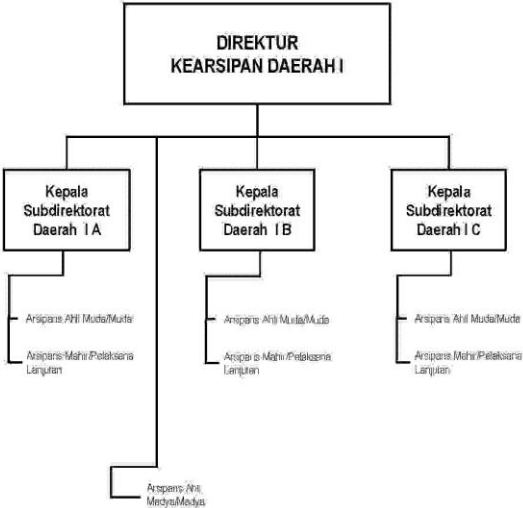 DIREKTUR
KEARSIPAN DAERAH I
Kepala
Subdirektorat
Daerah I A
Kepala
Subdirektorat
Daerah I B
Kepala
Subdirektorat
Daerah I C
Arsiparis Ahli Muda/Muda
Arsiparis Mahir/Pelaksana
Lanjutan
Arsiparis Ahli Muda/Muda
Arsiparis Mahir/Pelaksana
Lanjutan
Arsiparis Ahli Muda/Muda
Arsiparis Mahir/Pelaksana
Lanjutan
Arsiparis Ahli
Madya/Madya